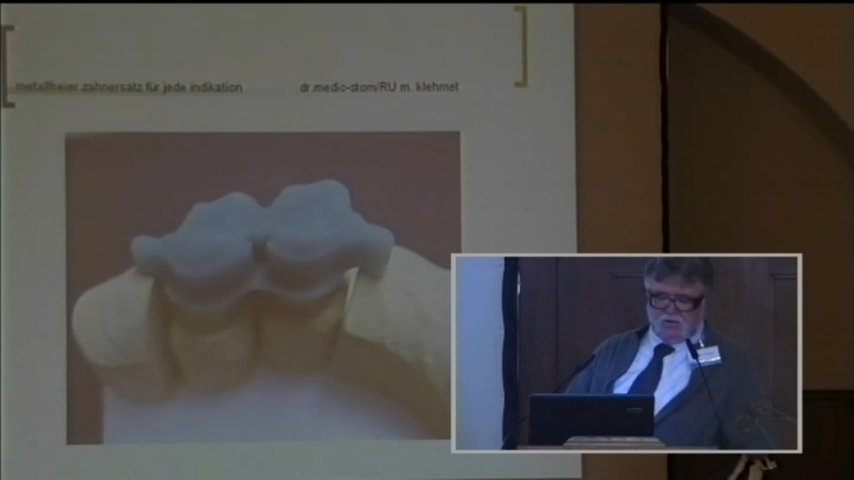 metallfreier zahnersatz für jede indikation
dr.medic-stom/RU m. klehmet